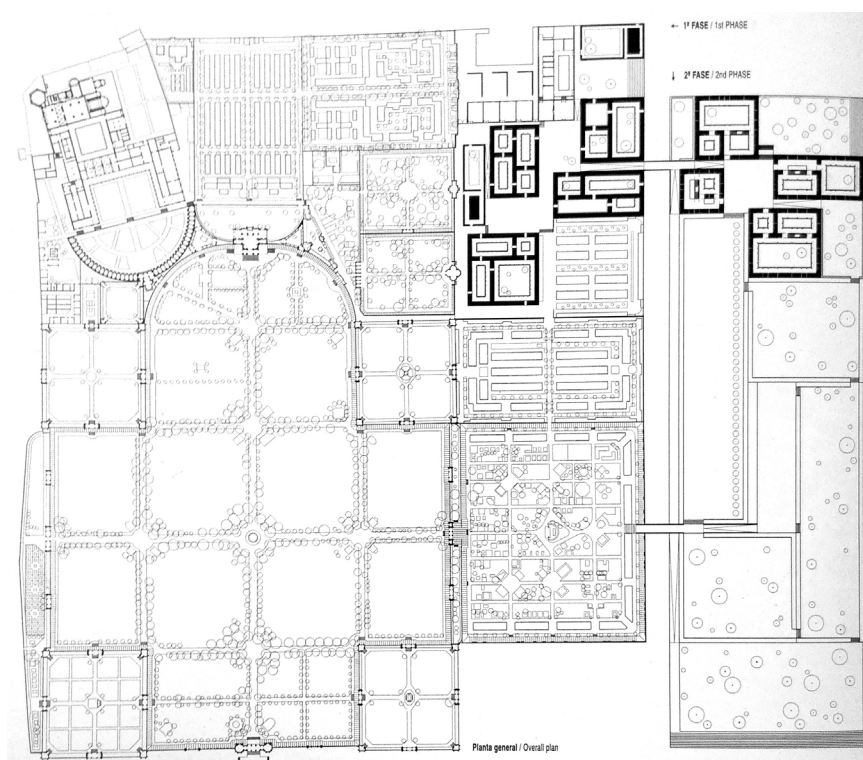 ← 1ª FASE / 1st PHASE
↓ 2ª FASE / 2nd PHASE
Planta general / Overall plan